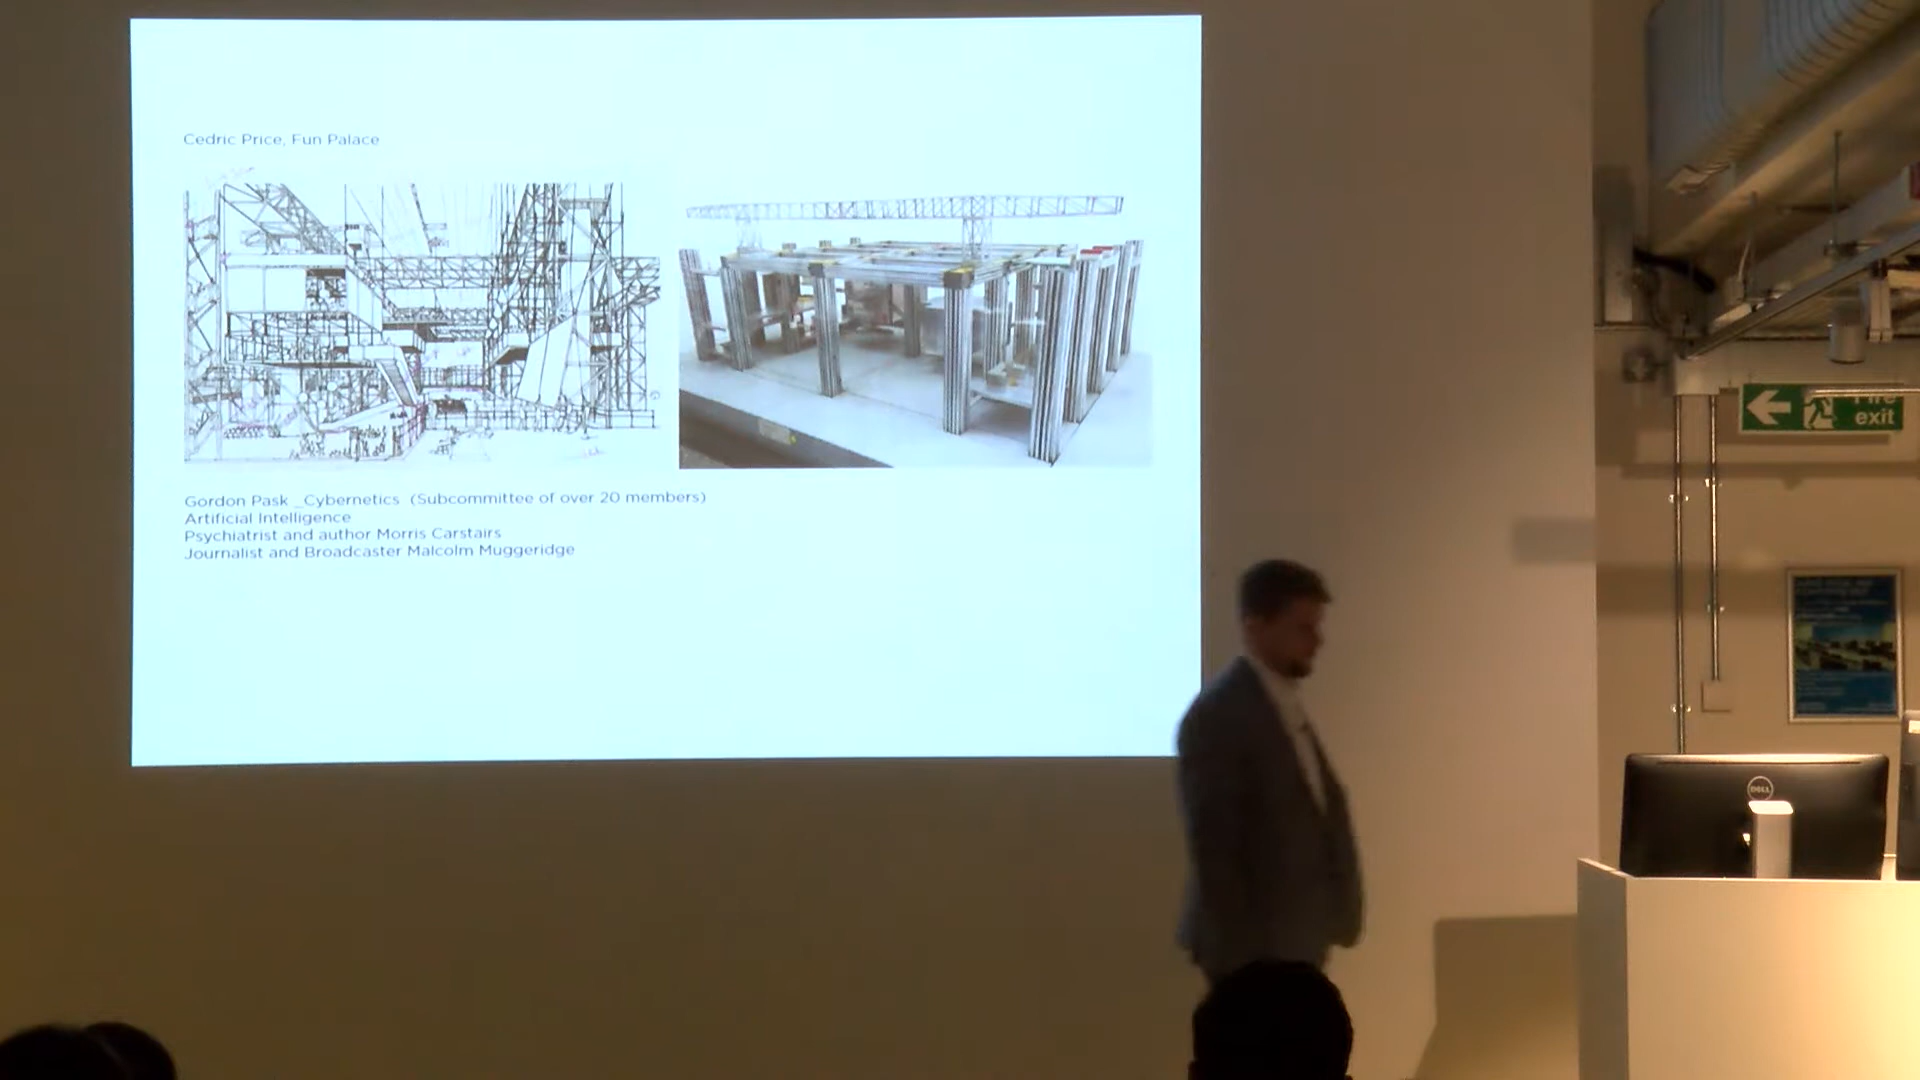 Cedric Price, Fun Palace
Gordon Pask _Cybernetics (Subcommittee of over 20 members)
Artificial Intelligence
Psychiatrist and author Morris Carstairs
Journalist and Broadcaster Malcolm Muggeridge
Fire
exit
DELL